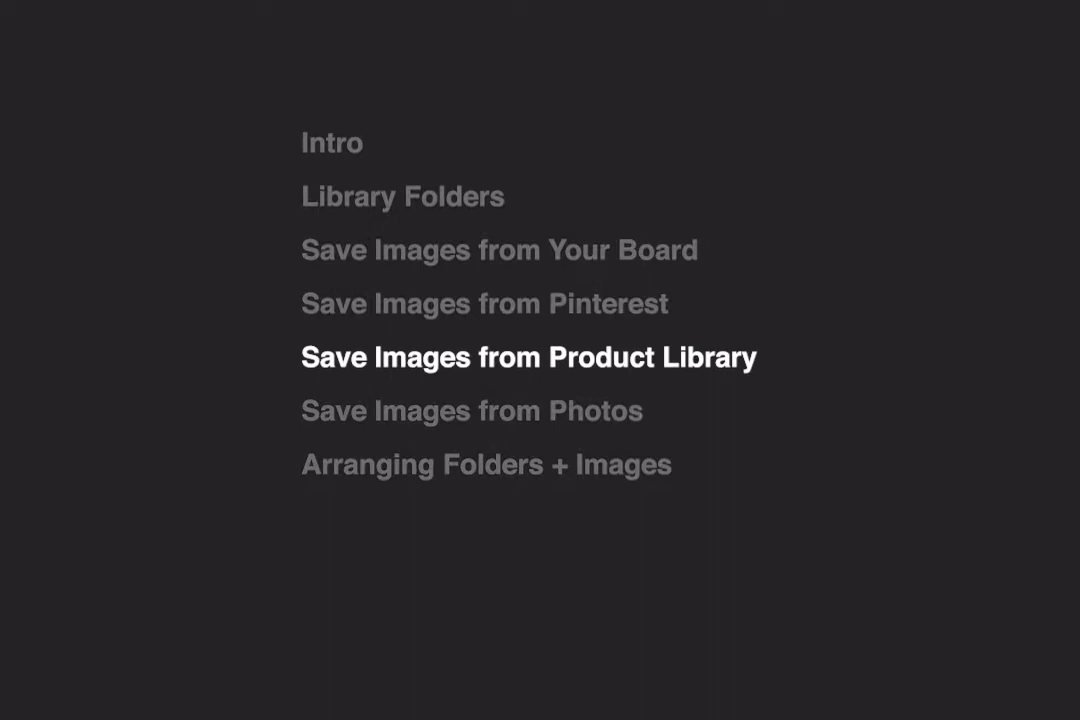 Intro
Library Folders
Save Images from Your Board
Save Images from Pinterest
Save Images from Product Library
Save Images from Photos
Arranging Folders + Images